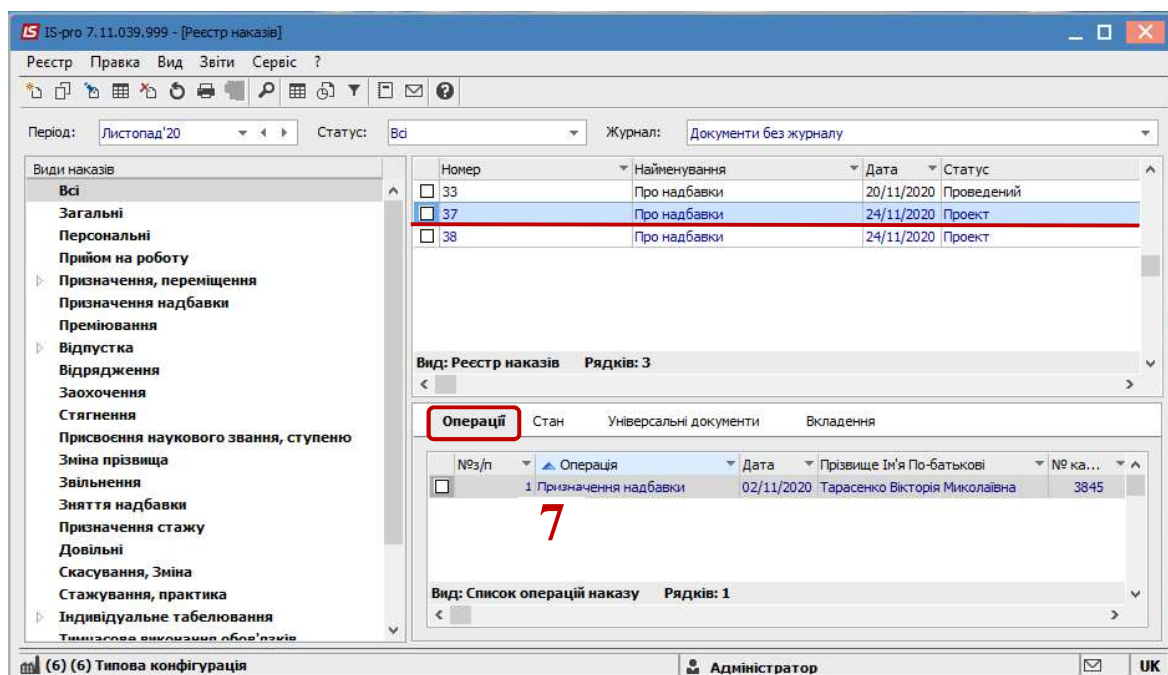 IS-pro 7.11.039.999 - [Реєстр наказів]
Реєстр Правка Вид Звіти Сервіс ?
Період: Листопад'20 Статус: Всі Журнал: Документи без журналу
Види наказів
Всі
Загальні
Персональні
Прийом на роботу
Призначення, переміщення
Призначення надбавки
Преміювання
Відпустка
Відрядження
Заохочення
Стягнення
Присвоєння наукового звання, ступеню
Зміна прізвища
Звільнення
Зняття надбавки
Призначення стажу
Довільні
Скасування, Зміна
Стажування, практика
Індивідуальне табелювання
Тимчасове виконання обов'язків
Номер Найменування Дата Статус
33 Про надбавки 20/11/2020 Проведений
37 Про надбавки 24/11/2020 Проект
38 Про надбавки 24/11/2020 Проект
Вид: Реєстр наказів Рядків: 3
Операції Стан Універсальні документи Вкладення
№з/п Операція Дата Прізвище Ім'я По-батькові № ка...
1 Призначення надбавки 02/11/2020 Тарасенко Вікторія Миколаївна 3845
7
Вид: Список операцій наказу Рядків: 1
(6) (6) Типова конфігурація Адміністратор UK